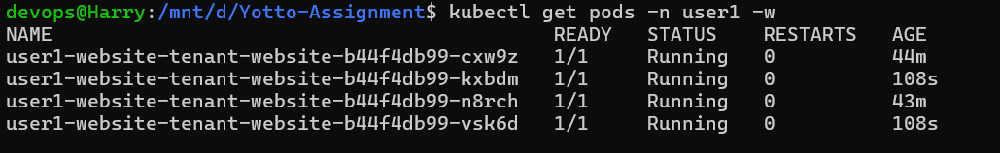 devops@Harry:/mnt/d/Yotto-Assignment$ kubectl get pods -n user1 -w
NAME READY STATUS RESTARTS AGE
user1-website-tenant-website-b44f4db99-cxw9z 1/1 Running 0 44m
user1-website-tenant-website-b44f4db99-kxbdm 1/1 Running 0 108s
user1-website-tenant-website-b44f4db99-n8rch 1/1 Running 0 43m
user1-website-tenant-website-b44f4db99-vsk6d 1/1 Running 0 108s